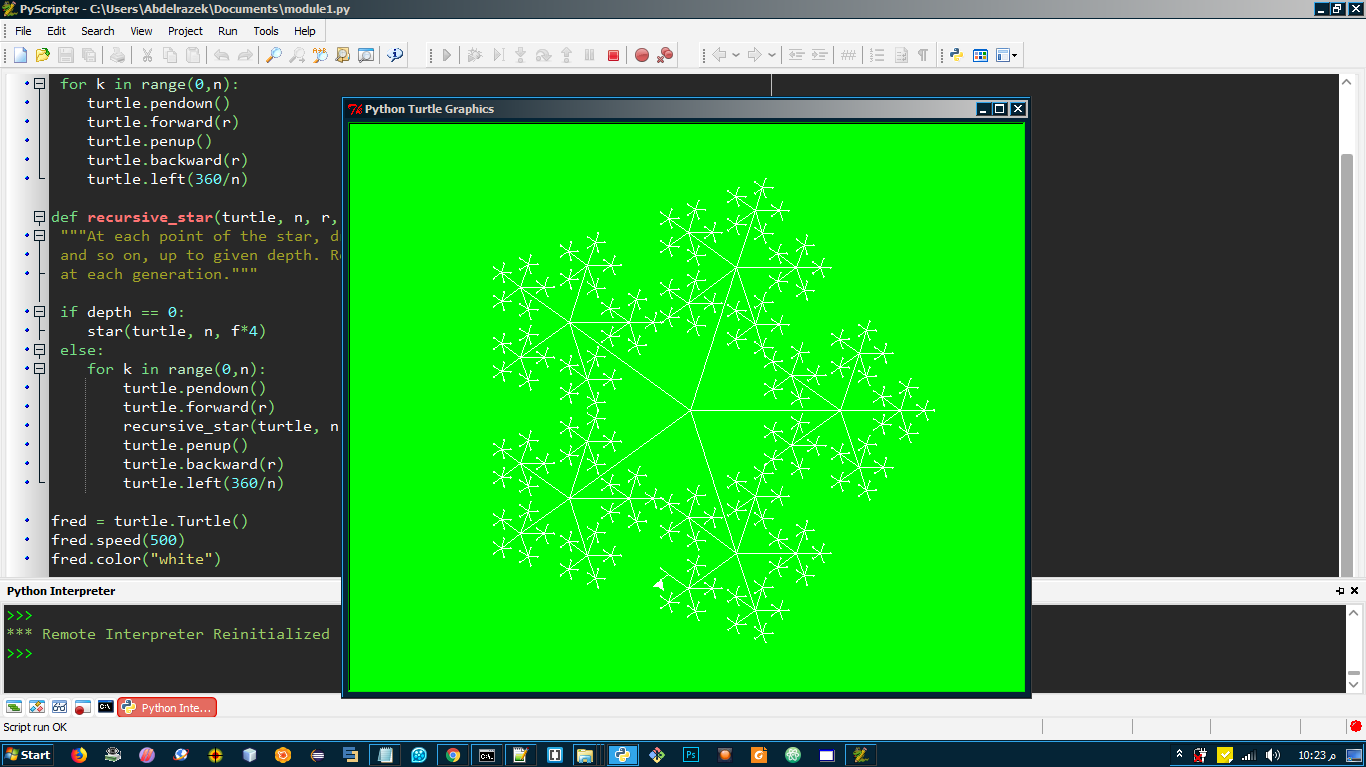 PyScripter - C:\Users\Abdelrazek\Documents\module1.py
File Edit Search View Project Run Tools Help
for k in range(0,n):
turtle.pendown()
turtle.forward(r)
turtle.penup()
turtle.backward(r)
turtle.left(360/n)
def recursive_star(turtle, n, r,
"""At each point of the star, d
and so on, up to given depth. R
at each generation."""
if depth == 0:
star(turtle, n, f*4)
else:
for k in range(0,n):
turtle.pendown()
turtle.forward(r)
recursive_star(turtle, n
turtle.penup()
turtle.backward(r)
turtle.left(360/n)
fred = turtle.Turtle()
fred.speed(500)
fred.color("white")
Python Turtle Graphics
Python Interpreter
>>>
*** Remote Interpreter Reinitialized
>>>
Python Inte...
Script run OK
Start
Ps
10:23 م